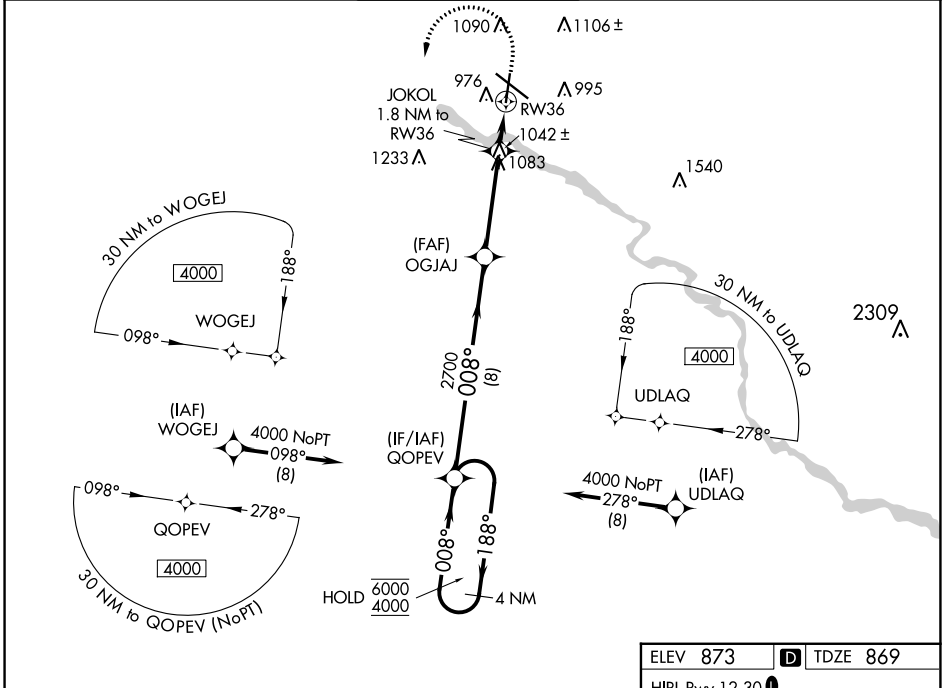 1090
1106 ±
976
995
RW36
JOKOL
1.8 NM to
RW36
1042 ±
1233
1083
1540
(FAF)
OGJAJ
30 NM to WOGEJ
4000
188°
098°
WOGEJ
30 NM to UDLAQ
4000
188°
UDLAQ
278°
2309
2700
008°
(8)
(IAF)
WOGEJ
4000 NoPT
098°
(8)
(IF/IAF)
QOPEV
4000 NoPT
278°
(8)
(IAF)
UDLAQ
098°
278°
QOPEV
4000
30 NM to QOPEV (NoPT)
008°
188°
HOLD
6000
4000
4 NM
ELEV 873
D
TDZE 869
HIRL Rwy 12-30 L